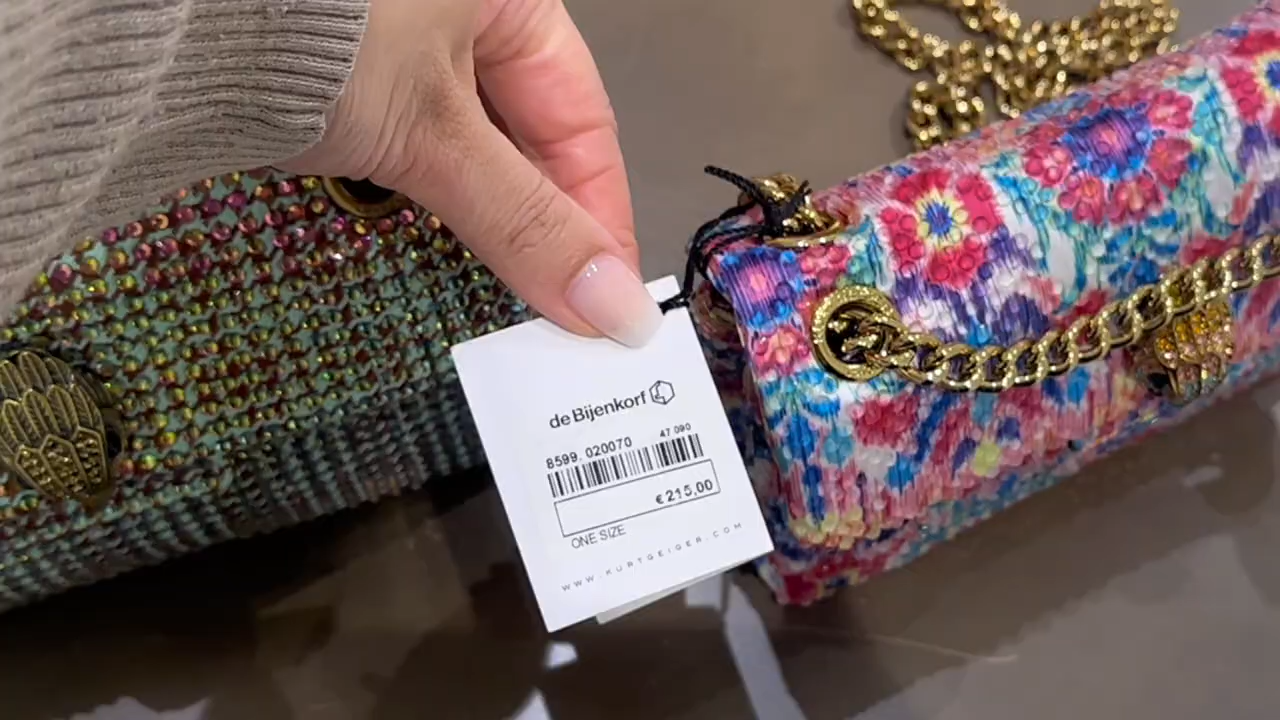 de Bijenkorf
8599. 020070 47 090
€215,00
ONE SIZE
WWW.KURTGEIGER.COM